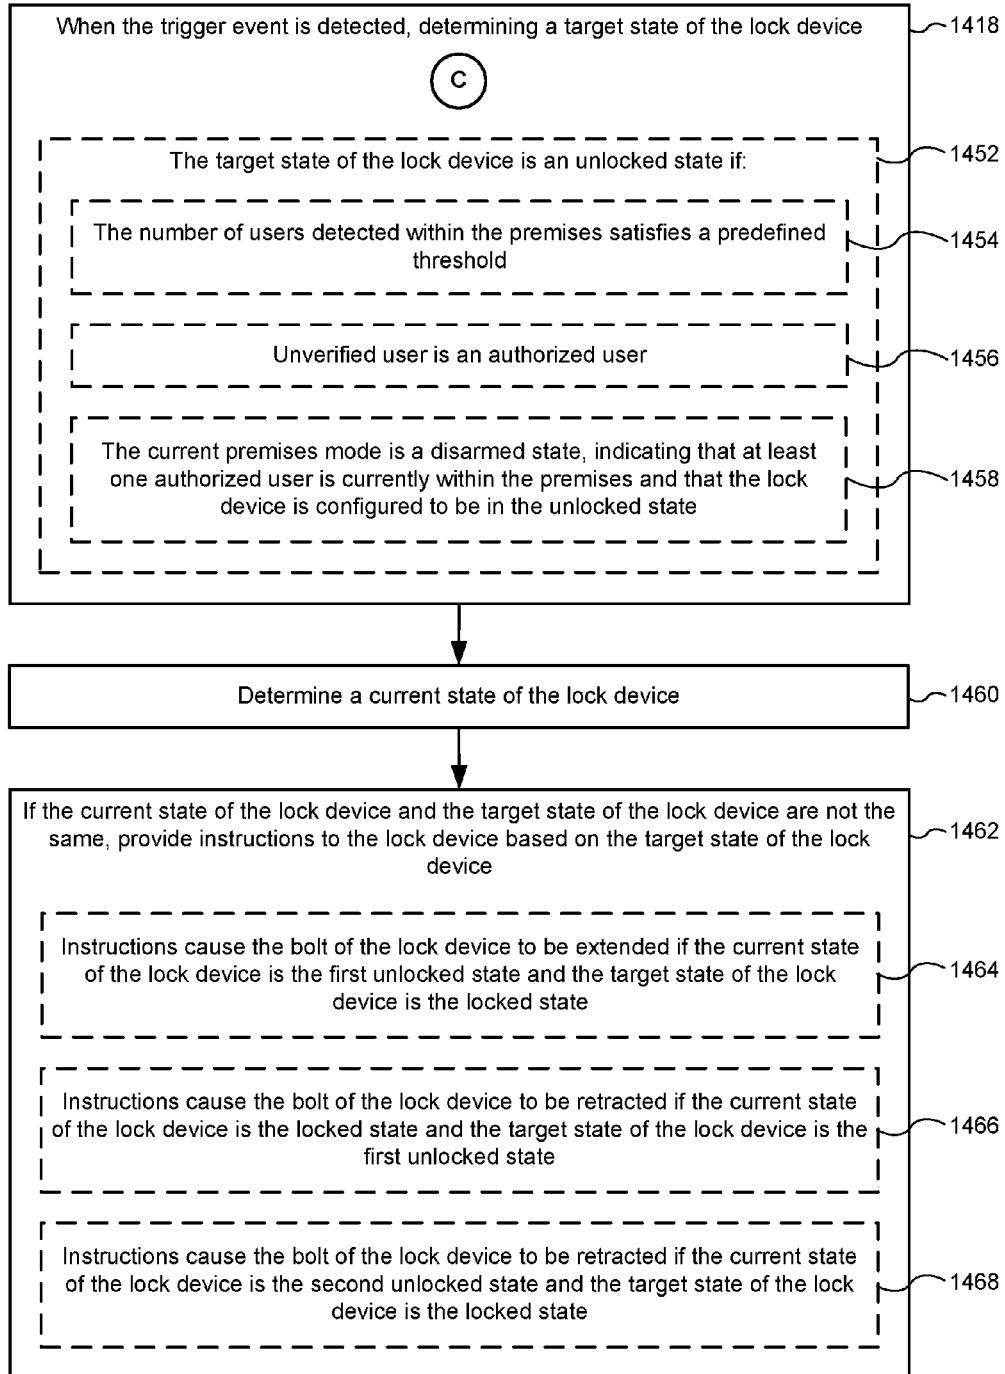 When the trigger event is detected, determining a target state of the lock device
1418
C
The target state of the lock device is an unlocked state if:
1452
The number of users detected within the premises satisfies a predefined
threshold
1454
Unverified user is an authorized user
1456
The current premises mode is a disarmed state, indicating that at least
one authorized user is currently within the premises and that the lock
device is configured to be in the unlocked state
1458
Determine a current state of the lock device
1460
If the current state of the lock device and the target state of the lock device are not the
same, provide instructions to the lock device based on the target state of the lock
device
1462
Instructions cause the bolt of the lock device to be extended if the current state
of the lock device is the first unlocked state and the target state of the lock
device is the locked state
1464
Instructions cause the bolt of the lock device to be retracted if the current state
of the lock device is the locked state and the target state of the lock device is the
first unlocked state
1466
Instructions cause the bolt of the lock device to be retracted if the current state
of the lock device is the second unlocked state and the target state of the lock
device is the locked state
1468